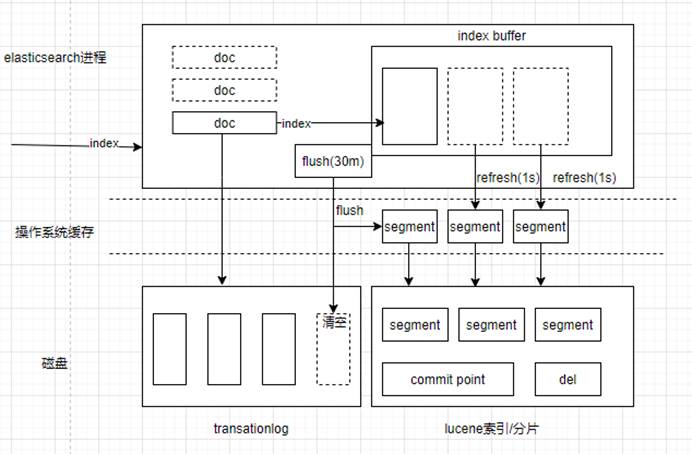 index buffer
elasticsearch进程
doc
doc
doc
index
index
flush(30m)
refresh(1s)
refresh(1s)
flush
操作系统缓存
segment
segment
segment
清空
segment
segment
segment
磁盘
commit point
del
transationlog
lucene索引/分片